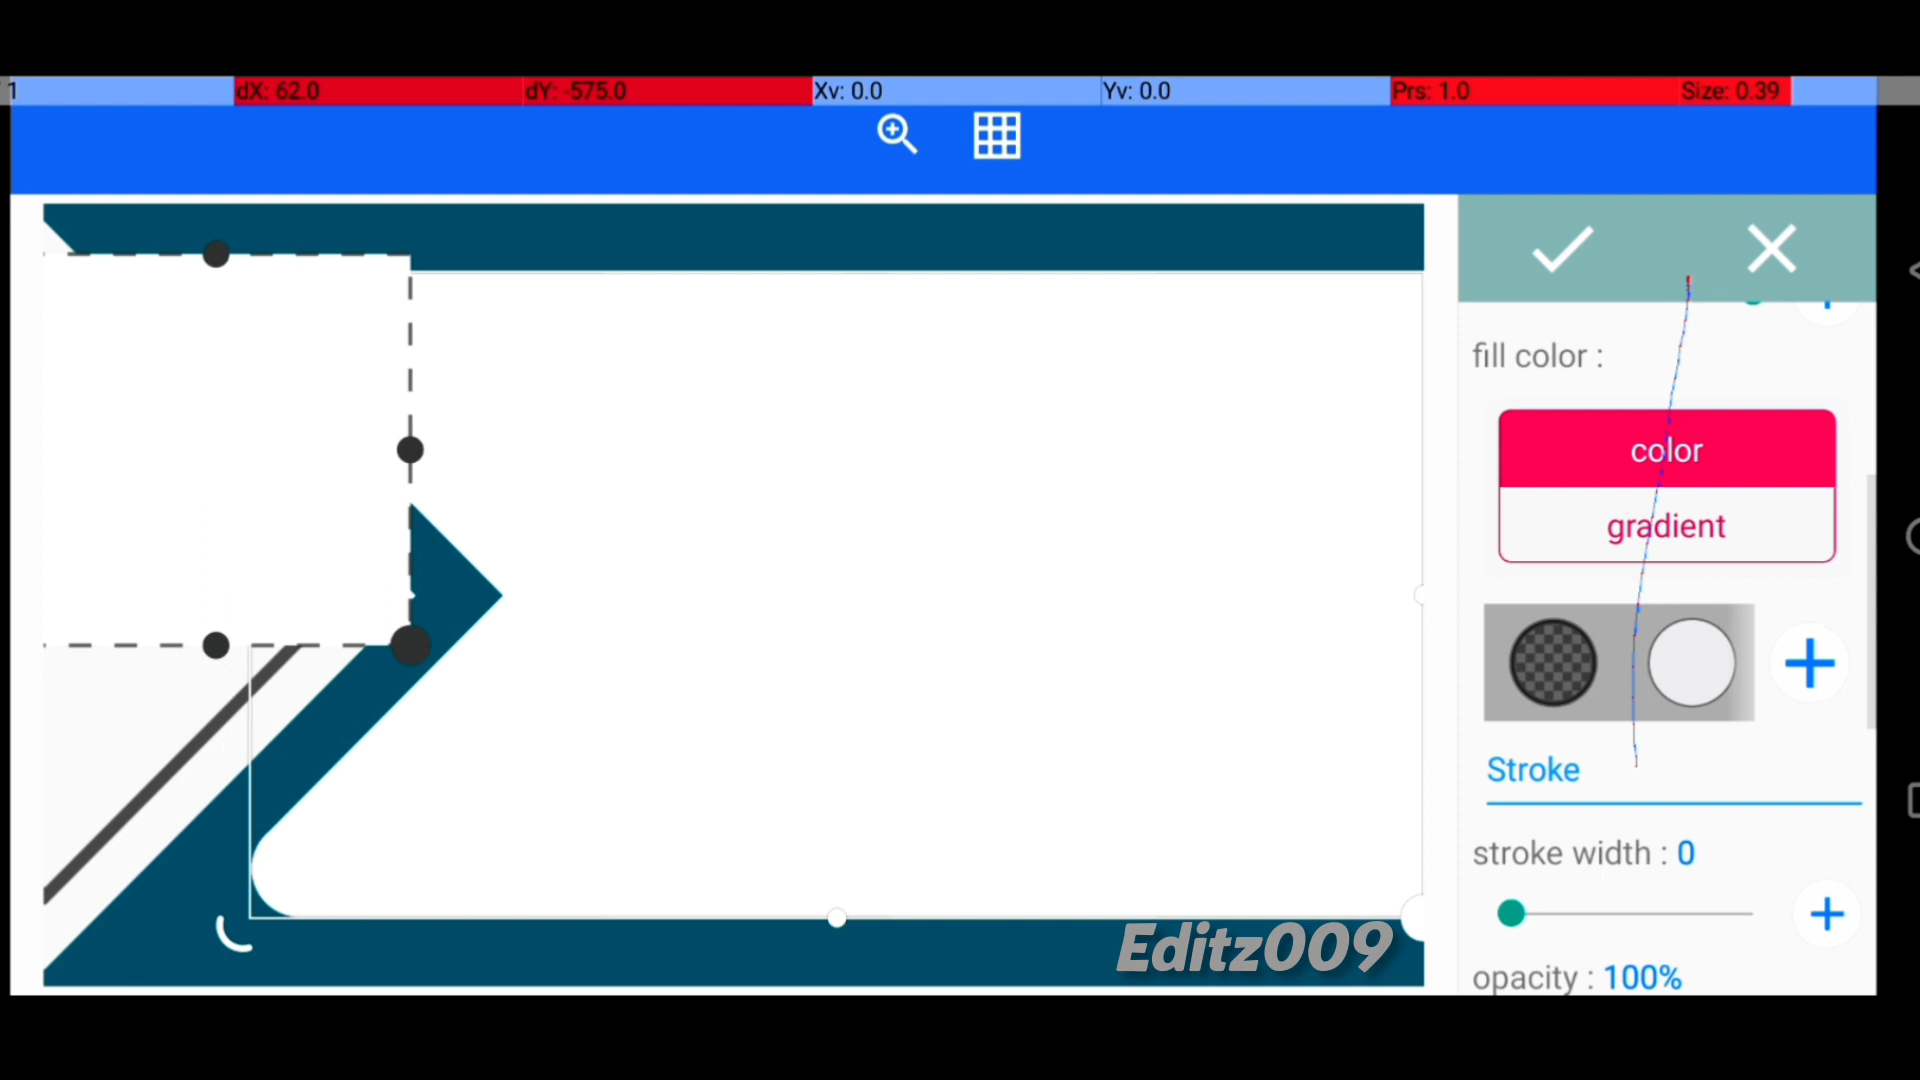 1 dX: 62.0 dY: -575.0 Xv: 0.0 Yv: 0.0 Prs: 1.0 Size: 0.39
fill color :
color
gradient
Stroke
stroke width : 0
opacity : 100%
Editz009